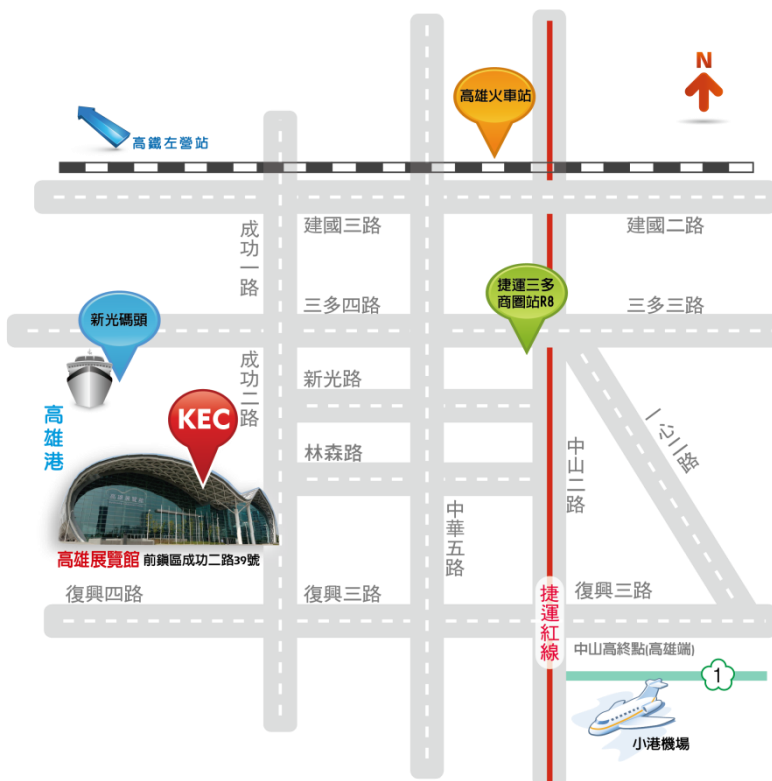 N
高雄火車站
高鐵左營站
建國三路
建國二路
成功一路
捷運三多
商圈站R8
三多四路
三多三路
新光碼頭
成功二路
新光路
KEC
高雄港
林森路
一心二路
中山二路
中華五路
高雄展覽館 前鎮區成功二路39號
復興四路
復興三路
捷運紅線
復興三路
中山高終點(高雄端)
1
小港機場